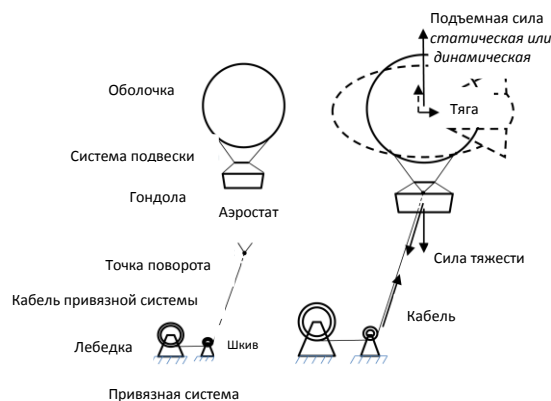 Подъемная сила
статическая или
динамическая
Оболочка
Тяга
Система подвески
Гондола
Аэростат
Точка поворота
Сила тяжести
Кабель привязной системы
Кабель
Лебедка
Шкив
Привязная система